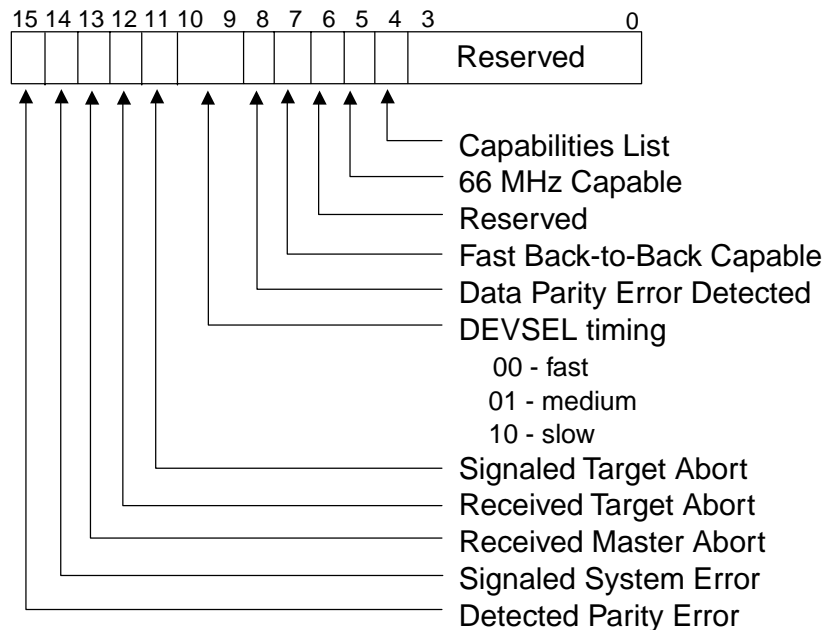 15 14 13 12 11 10 9 8 7 6 5 4 3 0
Reserved
Capabilities List
66 MHz Capable
Reserved
Fast Back-to-Back Capable
Data Parity Error Detected
DEVSEL timing
00 - fast
01 - medium
10 - slow
Signaled Target Abort
Received Target Abort
Received Master Abort
Signaled System Error
Detected Parity Error